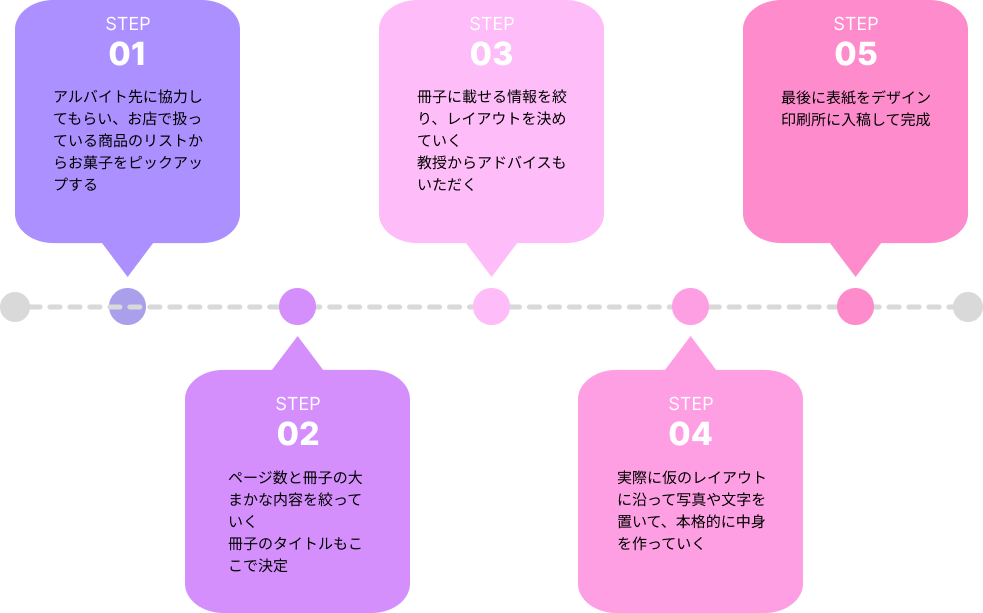 STEP
01
アルバイト先に協力し
てもらい、お店で扱っ
ている商品のリストか
らお菓子をピックアッ
プする
STEP
02
ページ数と冊子の大
まかな内容を絞って
いく
冊子のタイトルもこ
こで決定
STEP
03
冊子に載せる情報を絞
り、レイアウトを決め
ていく
教授からアドバイスも
いただく
STEP
04
実際に仮のレイアウト
に沿って写真や文字を
置いて、本格的に中身
を作っていく
STEP
05
最後に表紙をデザイン
印刷所に入稿して完成